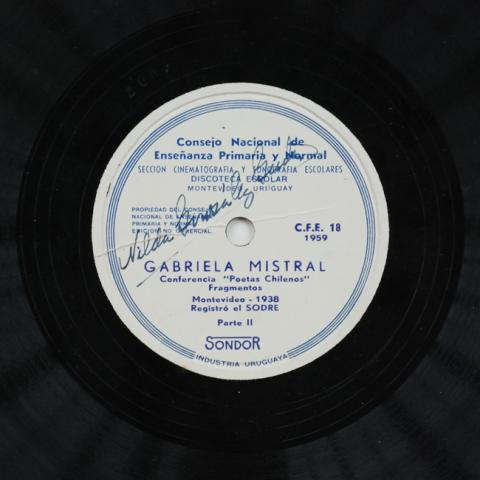 Consejo Nacional de
Enseñanza Primaria y Normal
SECCION CINEMATOGRAFIA Y FONOGRAFIA ESCOLARES
DISCOTECA ESCOLAR
MONTEVIDEO, URUGUAY
PROPIEDAD DEL CONSEJO
NACIONAL DE
PRIMARIA Y NORMAL
EDICION NO COMERCIAL
C.F.E. 18
1959
Nilda
GABRIELA MISTRAL
Conferencia "Poetas Chilenos"
Fragmentos
Montevideo - 1938
Registró el SODRE
Parte II
SONDOR
INDUSTRIA URUGUAYA